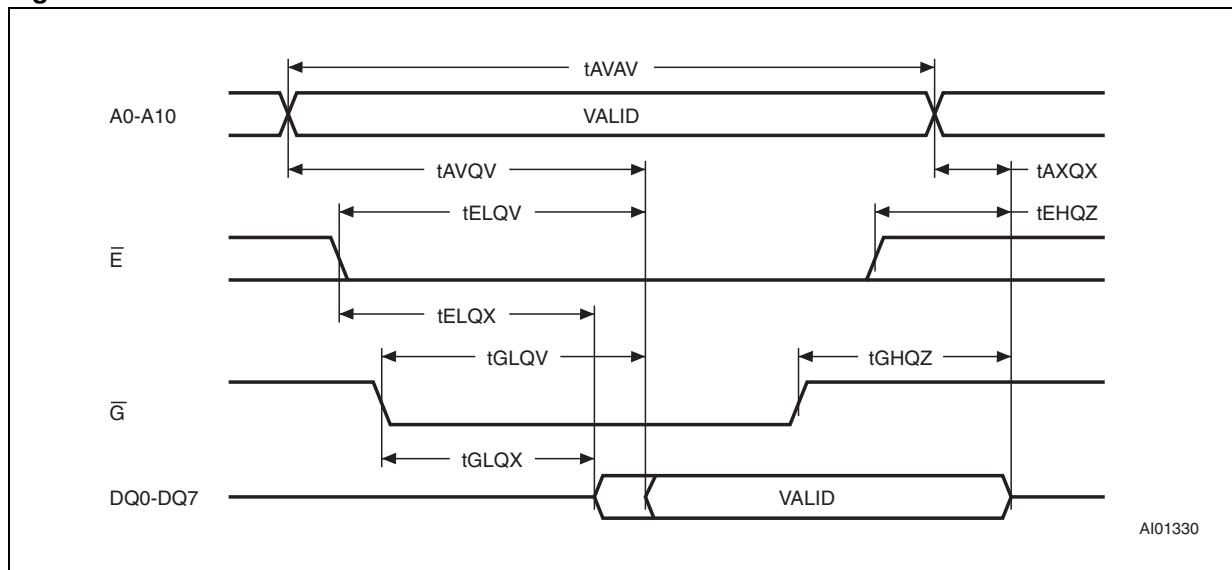 tAVAV
A0-A10
VALID
tAVQV
tAXQX
tELQV
tEHQZ
E̅
tELQX
tGLQV
tGHQZ
G̅
tGLQX
DQ0-DQ7
VALID
AI01330